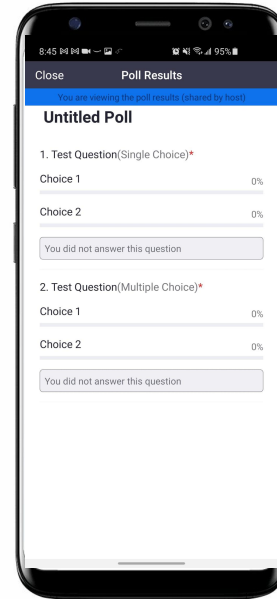 8:45 95%
Close Poll Results
You are viewing the poll results (shared by host)
Untitled Poll
1. Test Question(Single Choice)*
Choice 1 0%
Choice 2 0%
You did not answer this question
2. Test Question(Multiple Choice)*
Choice 1 0%
Choice 2 0%
You did not answer this question